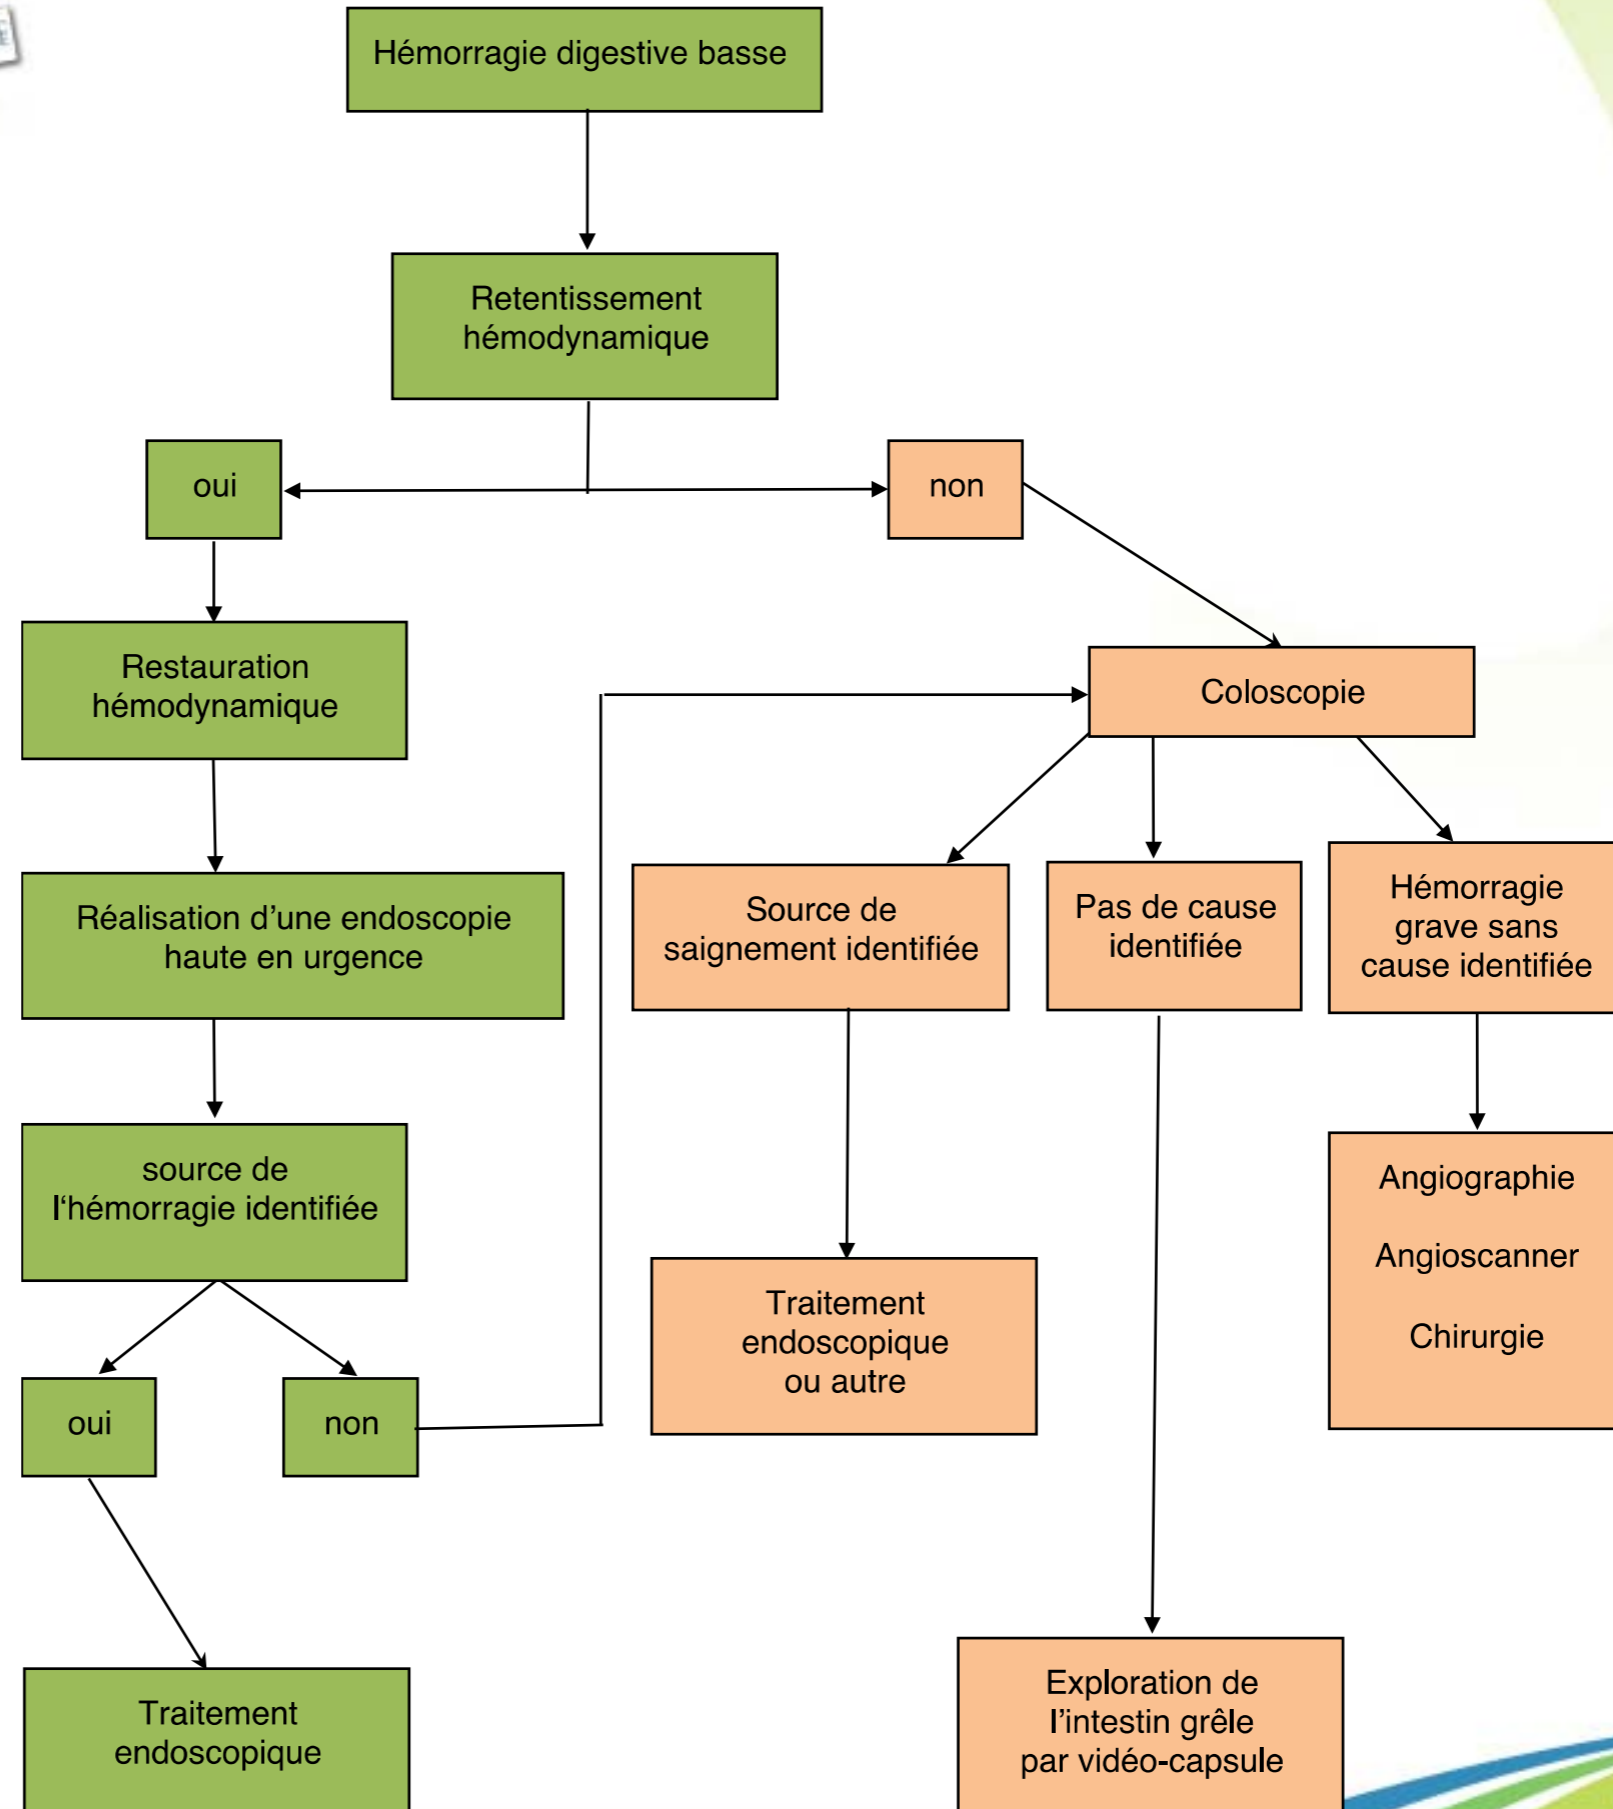 Hémorragie digestive basse
Retentissement
hémodynamique
oui
non
Restauration
hémodynamique
Coloscopie
Réalisation d’une endoscopie
haute en urgence
Source de
saignement identifiée
Pas de cause
identifiée
Hémorragie
grave sans
cause identifiée
source de
l‘hémorragie identifiée
Angiographie
Angioscanner
Chirurgie
Traitement
endoscopique
ou autre
oui
non
Traitement
endoscopique
Exploration de
l’intestin grêle
par vidéo-capsule